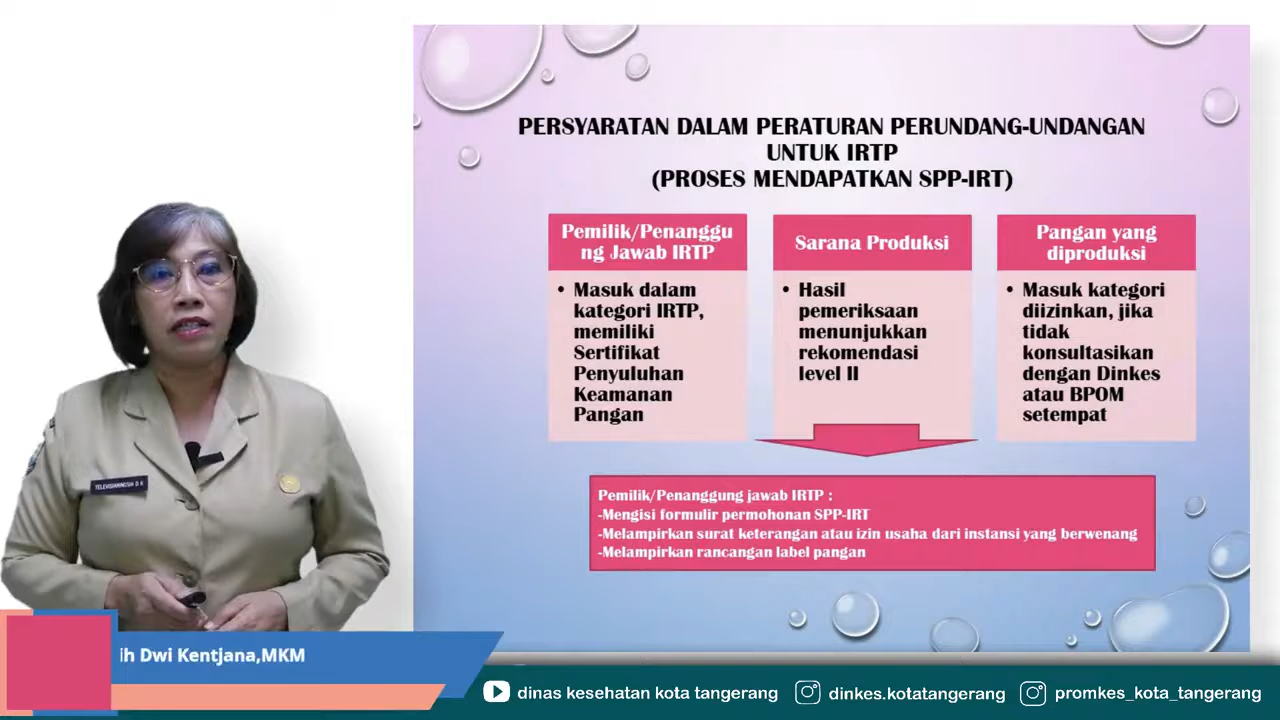 PERSYARATAN DALAM PERATURAN PERUNDANG-UNDANGAN
UNTUK IRTP
(PROSES MENDAPATKAN SPP-IRT)
Pemilik/Penanggu
ng Jawab IRTP
• Masuk dalam
kategori IRTP,
memiliki
Sertifikat
Penyuluhan
Keamanan
Pangan
Sarana Produksi
• Hasil
pemeriksaan
menunjukkan
rekomendasi
level II
Pangan yang
diproduksi
• Masuk kategori
diizinkan, jika
tidak
konsultasikan
dengan Dinkes
atau BPOM
setempat
Pemilik/Penanggung jawab IRTP :
-Mengisi formulir permohonan SPP-IRT
-Melampirkan surat keterangan atau izin usaha dari instansi yang berwenang
-Melampirkan rancangan label pangan
ih Dwi Kentjana,MKM
dinas kesehatan kota tangerang
dinkes.kotatangerang
promkes_kota_tangerang